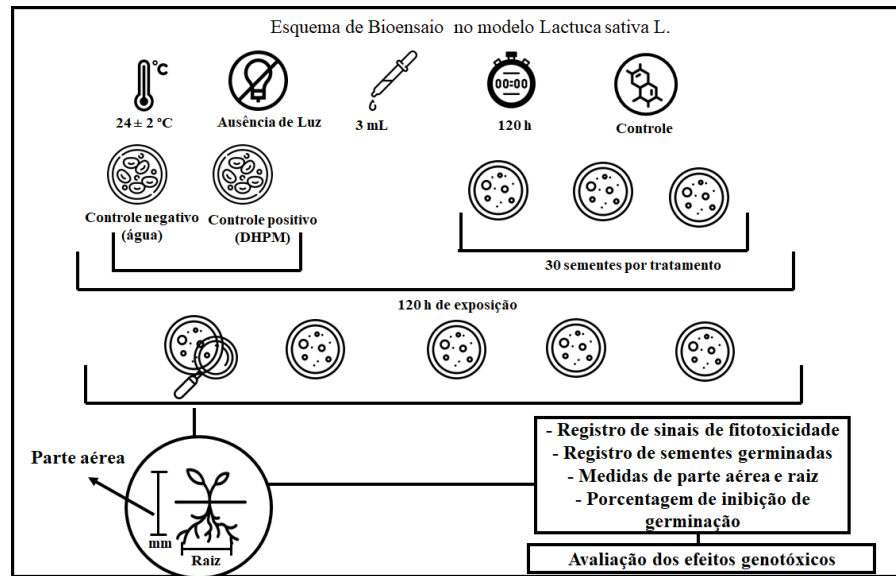 Esquema de Bioensaio no modelo Lactuca sativa L.
°C
00:00
24 ± 2 °C
Ausência de Luz
3 mL
120 h
Controle
Controle negativo
(água)
Controle positivo
(DHPM)
30 sementes por tratamento
120 h de exposição
Parte aérea
mm
Raiz
- Registro de sinais de fitotoxicidade
- Registro de sementes germinadas
- Medidas de parte aérea e raiz
- Porcentagem de inibição de
germinação
Avaliação dos efeitos genotóxicos